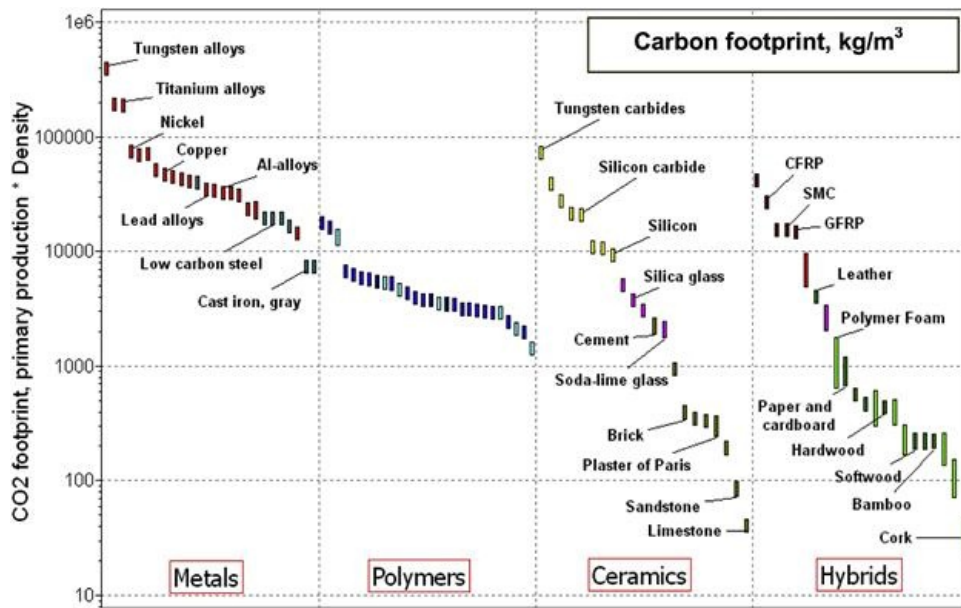 Carbon footprint, kg/m³
CO2 footprint, primary production * Density
1e6
100000
10000
1000
100
10
Tungsten alloys
Titanium alloys
Nickel
Copper
Al-alloys
Lead alloys
Low carbon steel
Cast iron, gray
Tungsten carbides
Silicon carbide
Silicon
Silica glass
Cement
Soda-lime glass
Brick
Plaster of Paris
Sandstone
Limestone
CFRP
SMC
GFRP
Leather
Polymer Foam
Paper and
cardboard
Hardwood
Softwood
Bamboo
Cork
Metals
Polymers
Ceramics
Hybrids